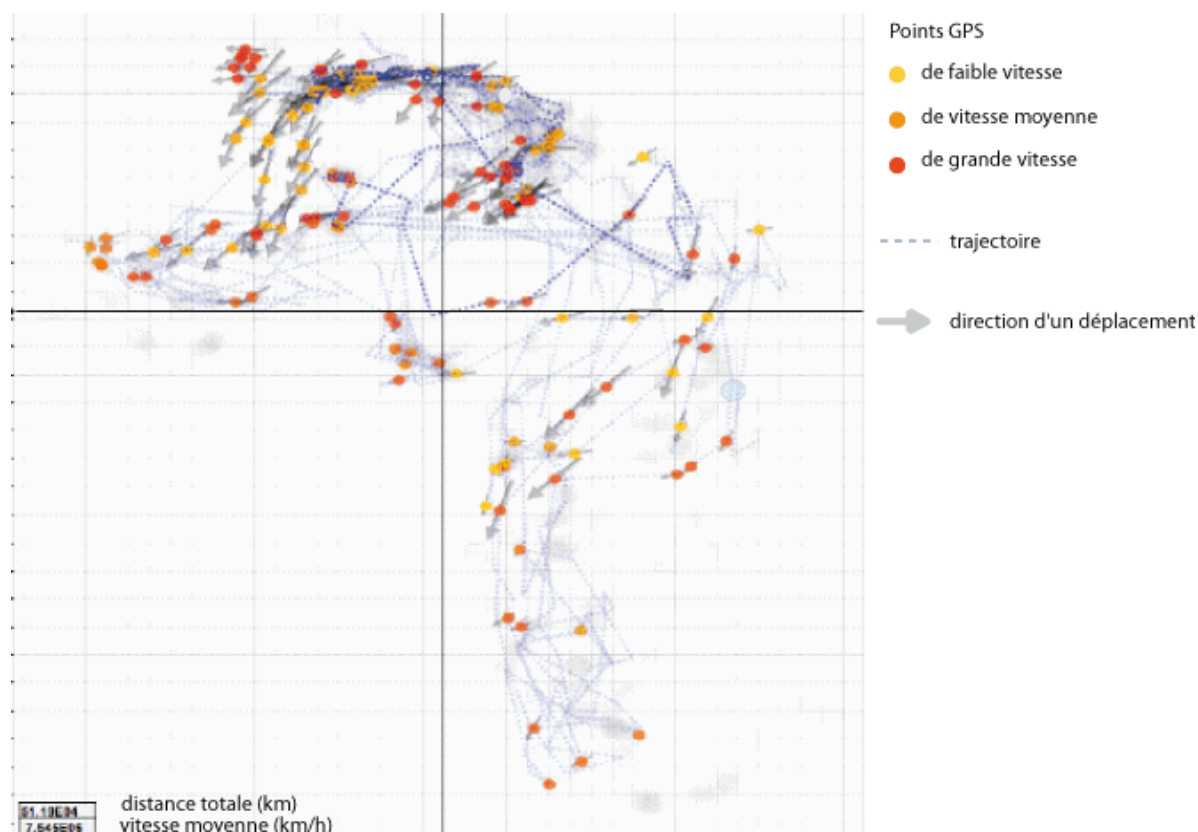 Points GPS
de faible vitesse
de vitesse moyenne
de grande vitesse
trajectoire
direction d'un déplacement
distance totale (km)
vitesse moyenne (km/h)